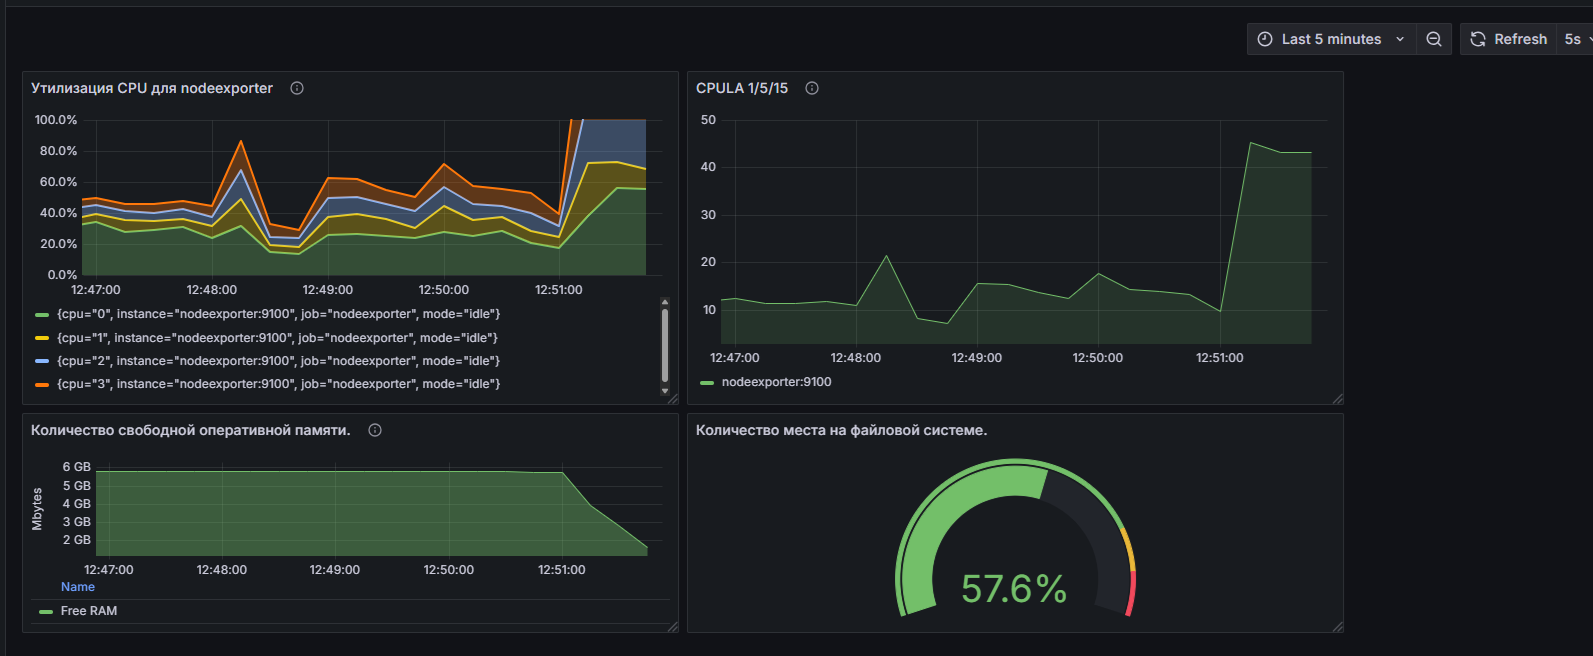 Last 5 minutes
Refresh
5s
Утилизация CPU для nodeexporter
100.0%
80.0%
60.0%
40.0%
20.0%
0.0%
12:47:00 12:48:00 12:49:00 12:50:00 12:51:00
{cpu="0", instance="nodeexporter:9100", job="nodeexporter", mode="idle"}
{cpu="1", instance="nodeexporter:9100", job="nodeexporter", mode="idle"}
{cpu="2", instance="nodeexporter:9100", job="nodeexporter", mode="idle"}
{cpu="3", instance="nodeexporter:9100", job="nodeexporter", mode="idle"}
CPULA 1/5/15
50
40
30
20
10
12:47:00 12:48:00 12:49:00 12:50:00 12:51:00
nodeexporter:9100
Количество свободной оперативной памяти.
Mbytes
6 GB
5 GB
4 GB
3 GB
2 GB
12:47:00 12:48:00 12:49:00 12:50:00 12:51:00
Name
Free RAM
Количество места на файловой системе.
57.6%